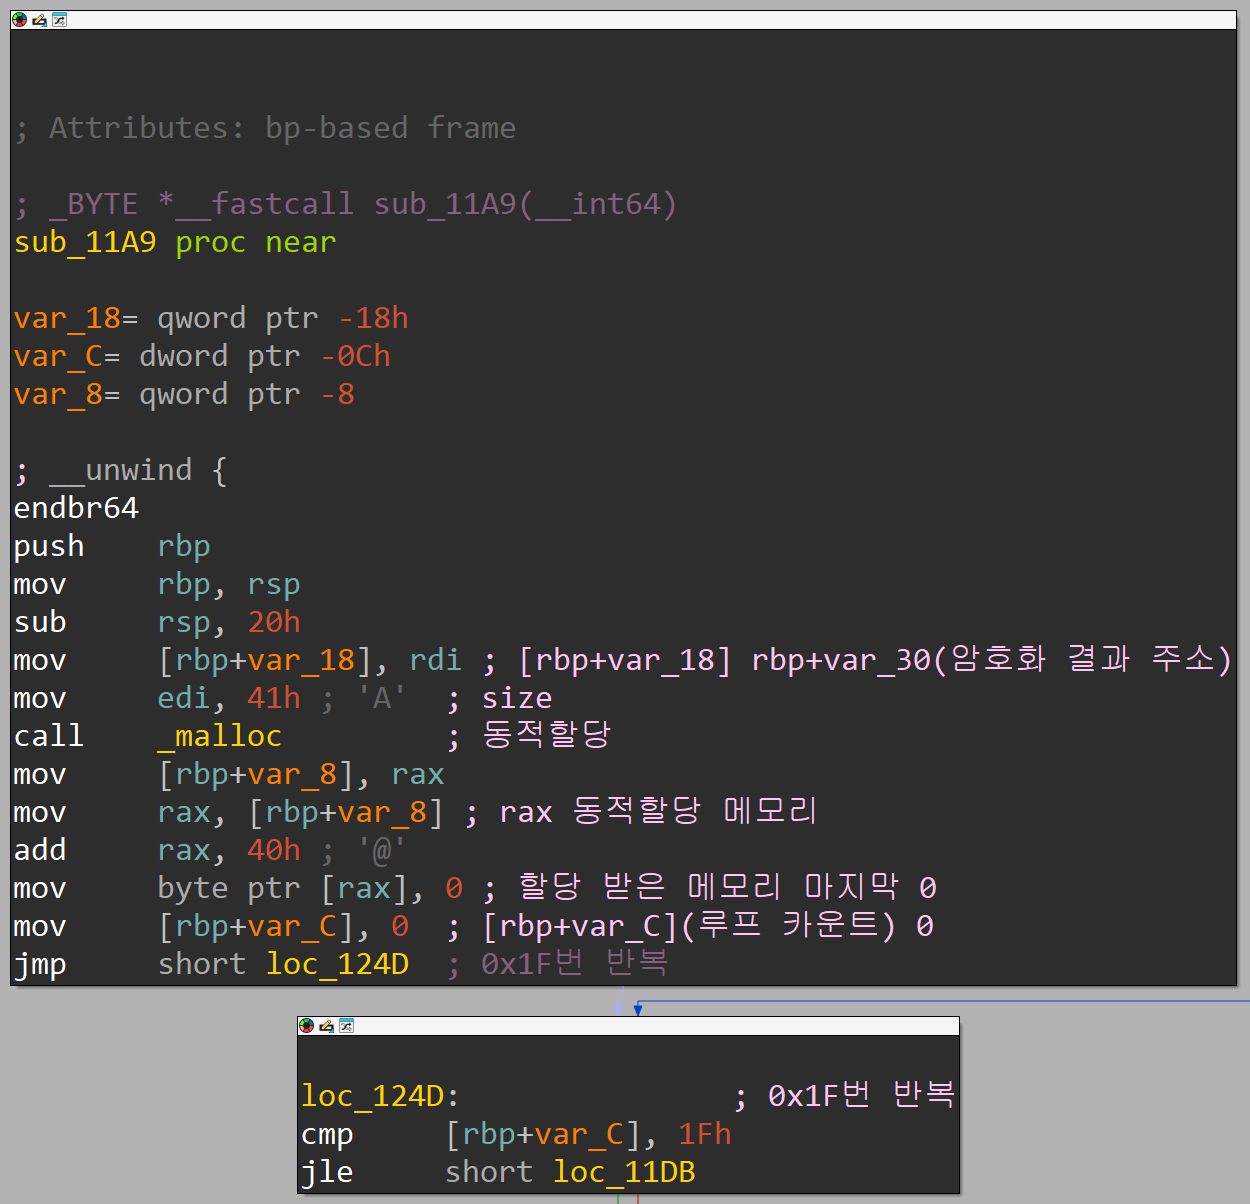 ; Attributes: bp-based frame
; _BYTE *__fastcall sub_11A9(__int64)
sub_11A9 proc near
var_18= qword ptr -18h
var_C= dword ptr -0Ch
var_8= qword ptr -8
; __unwind {
endbr64
push rbp
mov rbp, rsp
sub rsp, 20h
mov [rbp+var_18], rdi ; [rbp+var_18] rbp+var_30(암호화 결과 주소)
mov edi, 41h ; 'A' ; size
call _malloc ; 동적할당
mov [rbp+var_8], rax
mov rax, [rbp+var_8] ; rax 동적할당 메모리
add rax, 40h ; '@'
mov byte ptr [rax], 0 ; 할당 받은 메모리 마지막 0
mov [rbp+var_C], 0 ; [rbp+var_C](루프 카운트) 0
jmp short loc_124D ; 0x1F번 반복
loc_124D: ; 0x1F번 반복
cmp [rbp+var_C], 1Fh
jle short loc_11DB